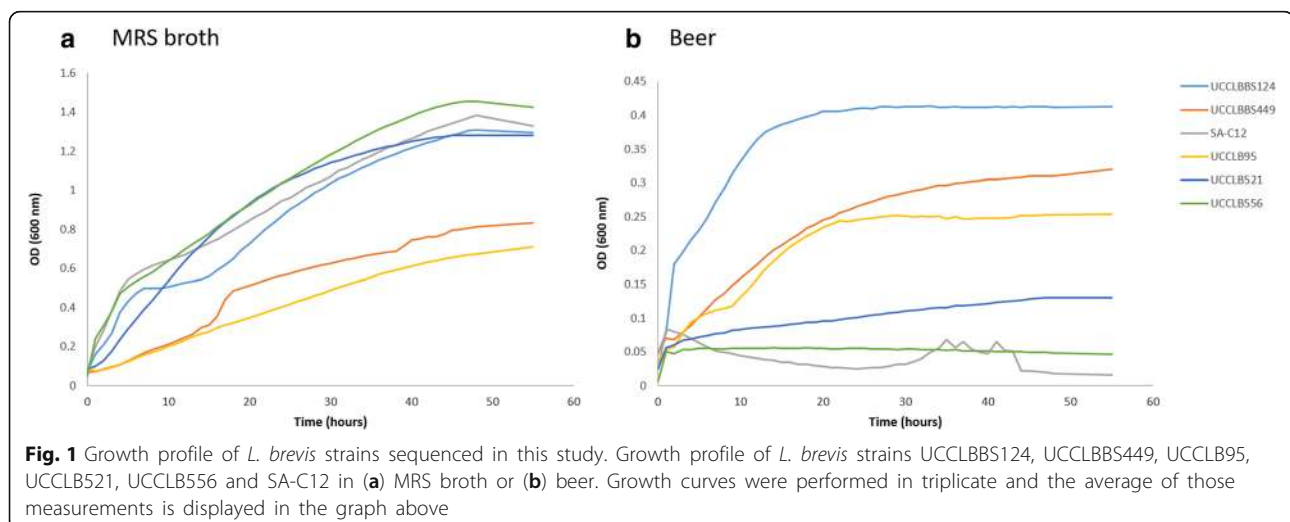 a MRS broth
1.6
1.4
1.2
1
0.8
0.6
0.4
0.2
0
OD (600 nm)
0 10 20 30 40 50 60
Time (hours)
b Beer
0.45
0.4
0.35
0.3
0.25
0.2
0.15
0.1
0.05
0
OD (600 nm)
0 10 20 30 40 50 60
Time (hours)
UCCLBBS124
UCCLBBS449
SA-C12
UCCLB95
UCCLB521
UCCLB556
Fig. 1 Growth profile of L. brevis strains sequenced in this study. Growth profile of L. brevis strains UCCLBBS124, UCCLBBS449, UCCLB95,
UCCLB521, UCCLB556 and SA-C12 in (a) MRS broth or (b) beer. Growth curves were performed in triplicate and the average of those
measurements is displayed in the graph above